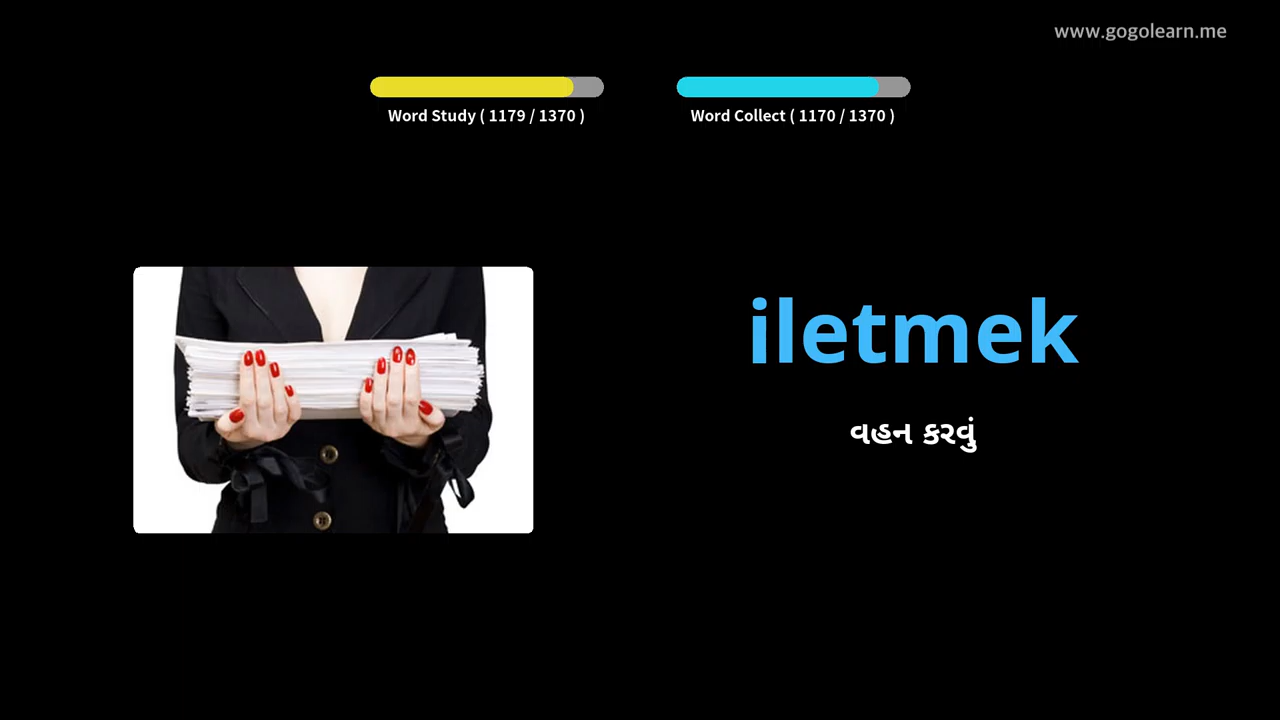 www.gogolearn.me
Word Study ( 1179 / 1370 )
Word Collect ( 1170 / 1370 )
iletmek
વહન કરવું